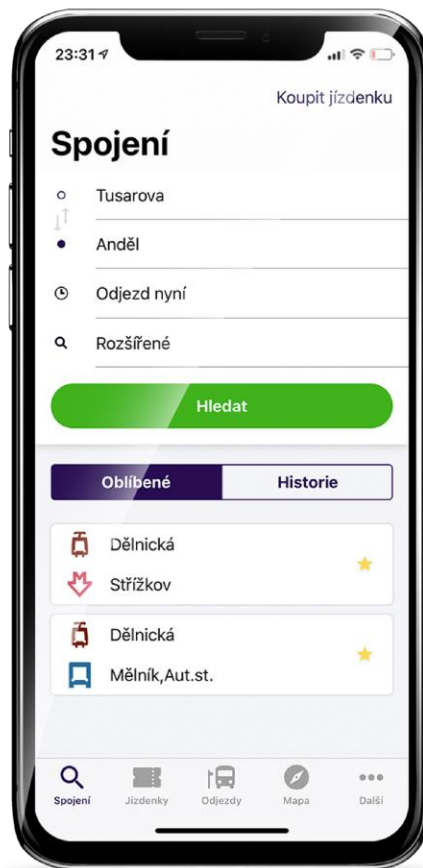 23:31
Koupit jízdenku
Spojení
Tusarova
Anděl
Odjezd nyní
Rozšířené
Hledat
Oblíbené Historie
Dělnická
Střížkov
Dělnická
Mělník,Aut.st.
Spojení Jízdenky Odjezdy Mapa Další